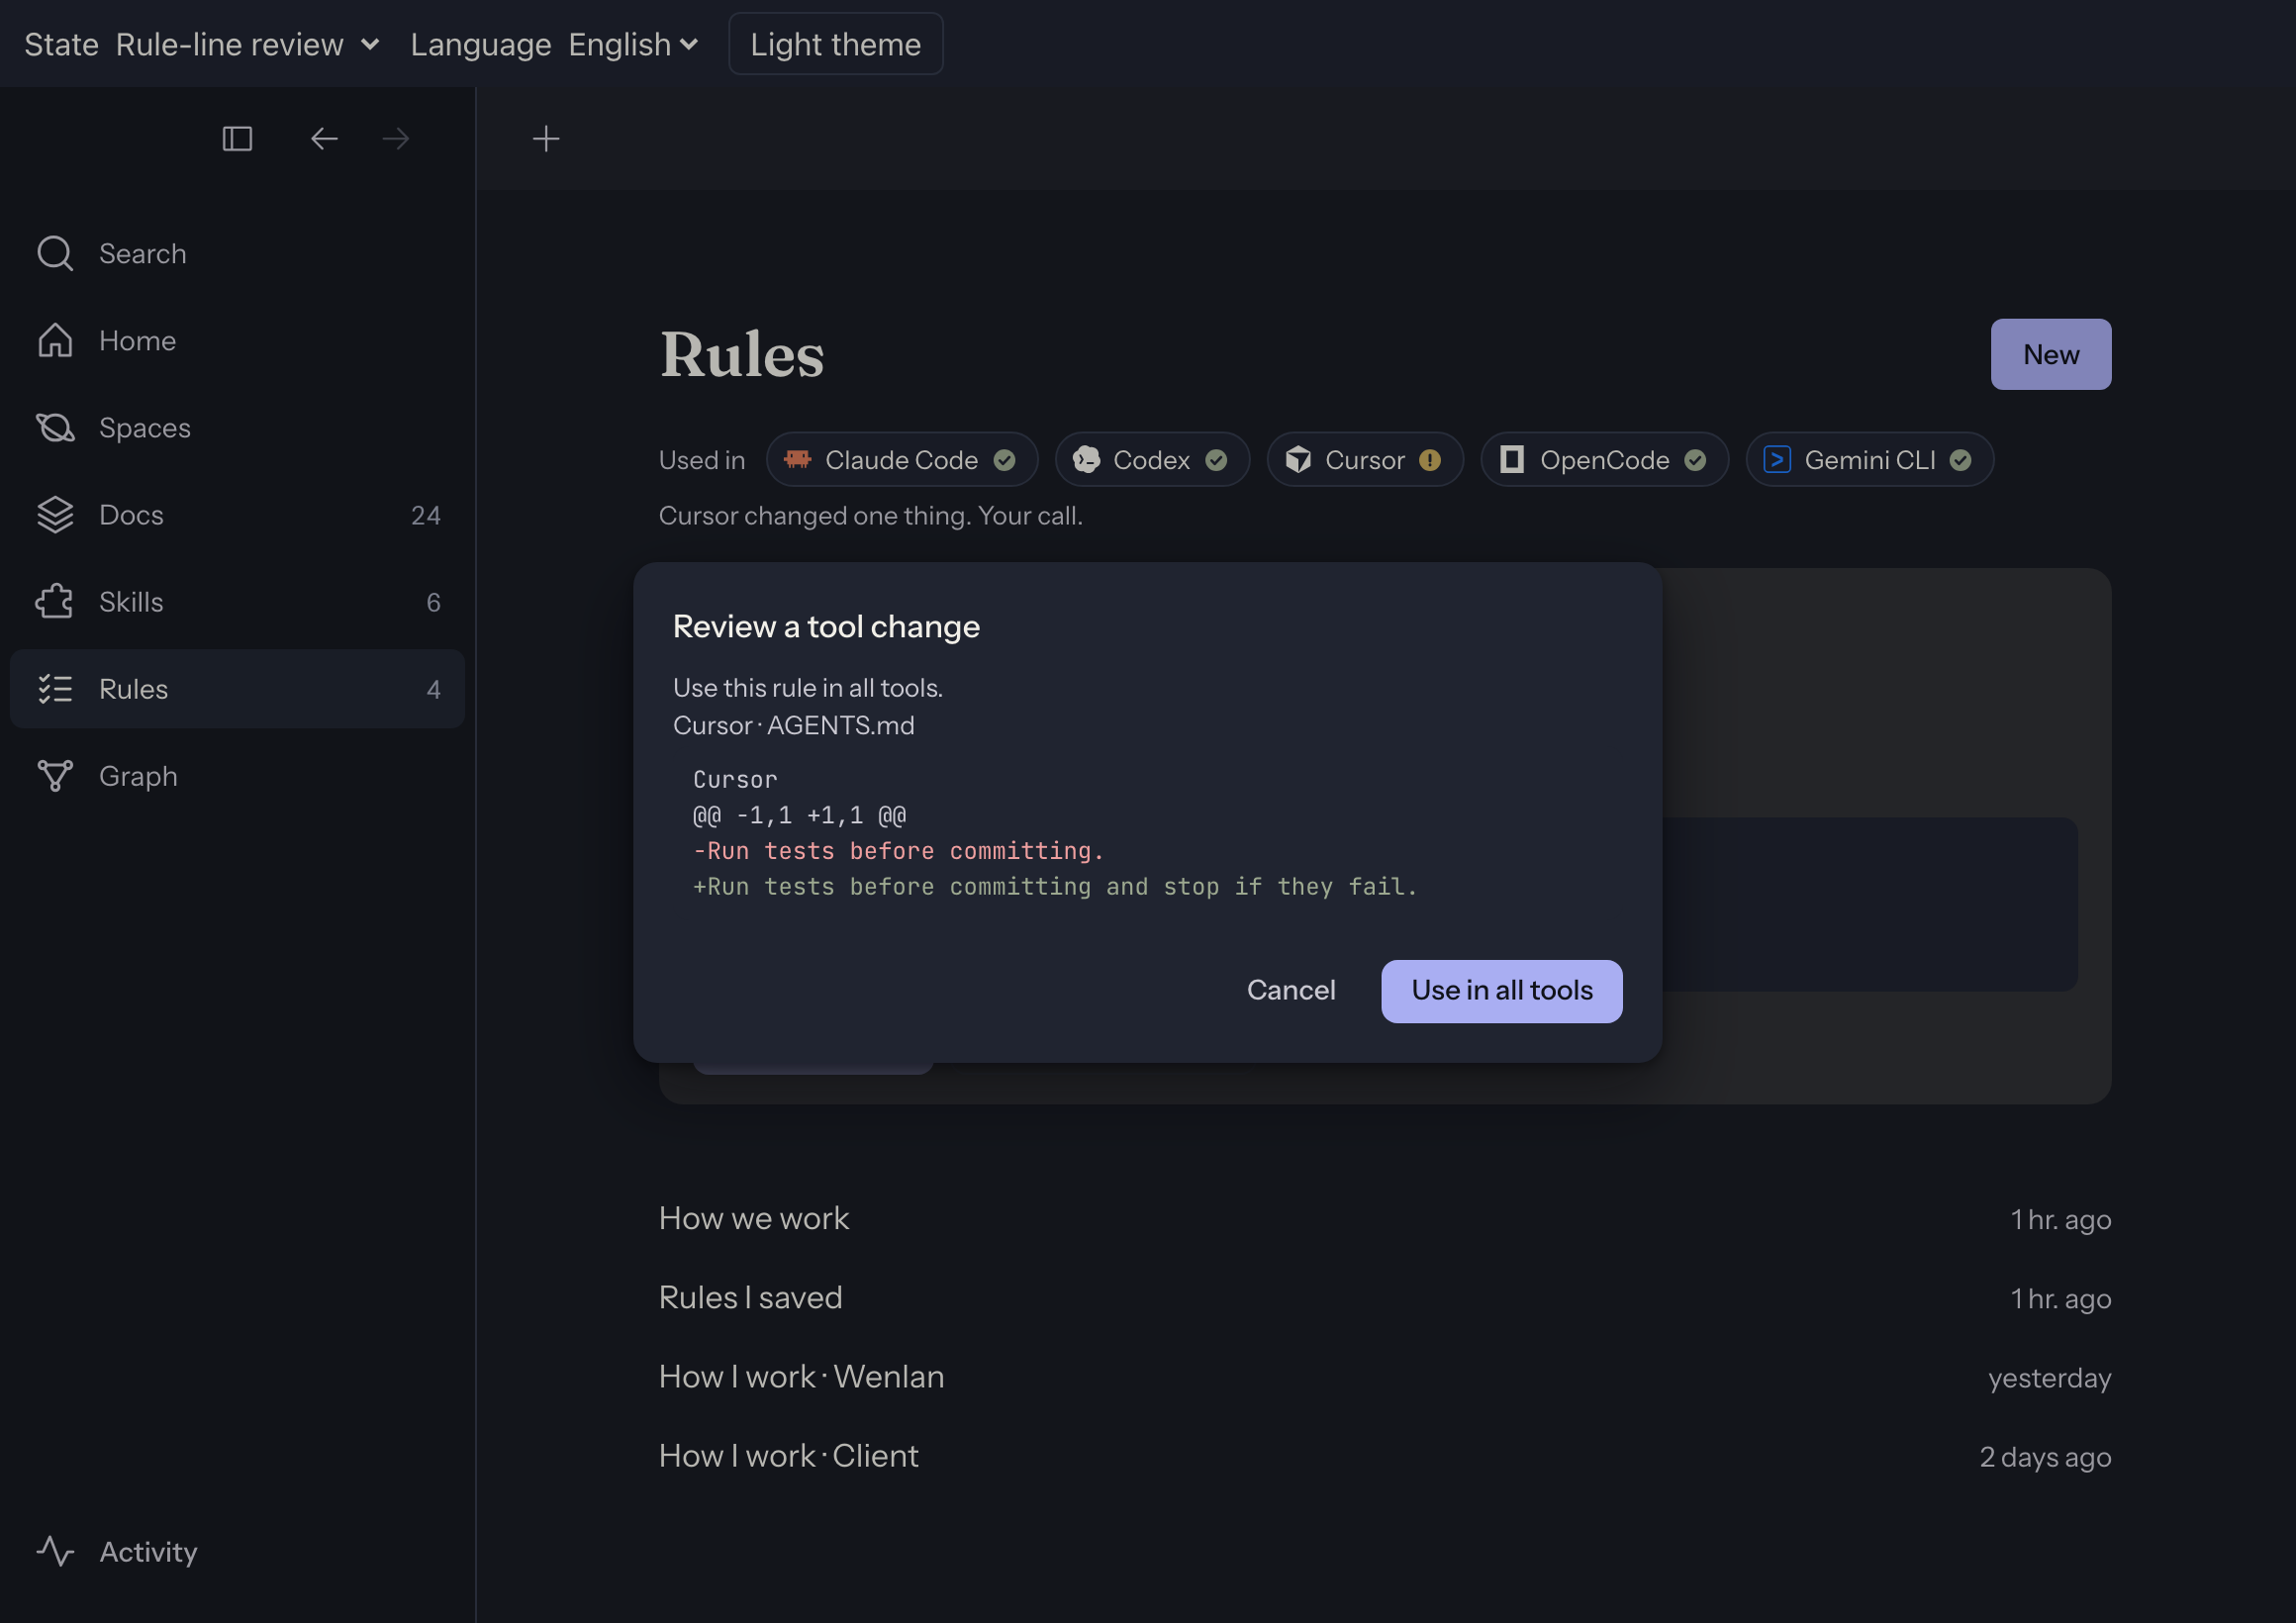 State Rule-line review Language English Light theme
Search
Home
Spaces
Docs 24
Skills 6
Rules 4
Graph
Activity
Rules New
Used in Claude Code Codex Cursor OpenCode Gemini CLI
Cursor changed one thing. Your call.
Review a tool change
Use this rule in all tools.
Cursor · AGENTS.md
Cursor
@@ -1,1 +1,1 @@
-Run tests before committing.
+Run tests before committing and stop if they fail.
Cancel Use in all tools
How we work 1 hr. ago
Rules I saved 1 hr. ago
How I work · Wenlan yesterday
How I work · Client 2 days ago